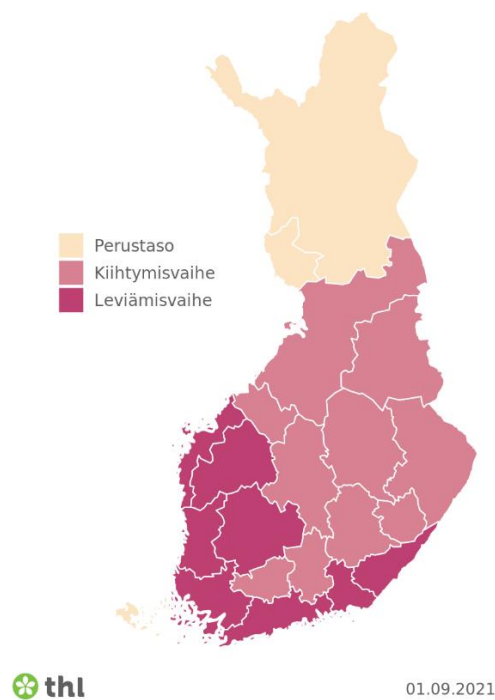 Perustaso
Kiihtymisvaihe
Leviämisvaihe
thl
01.09.2021